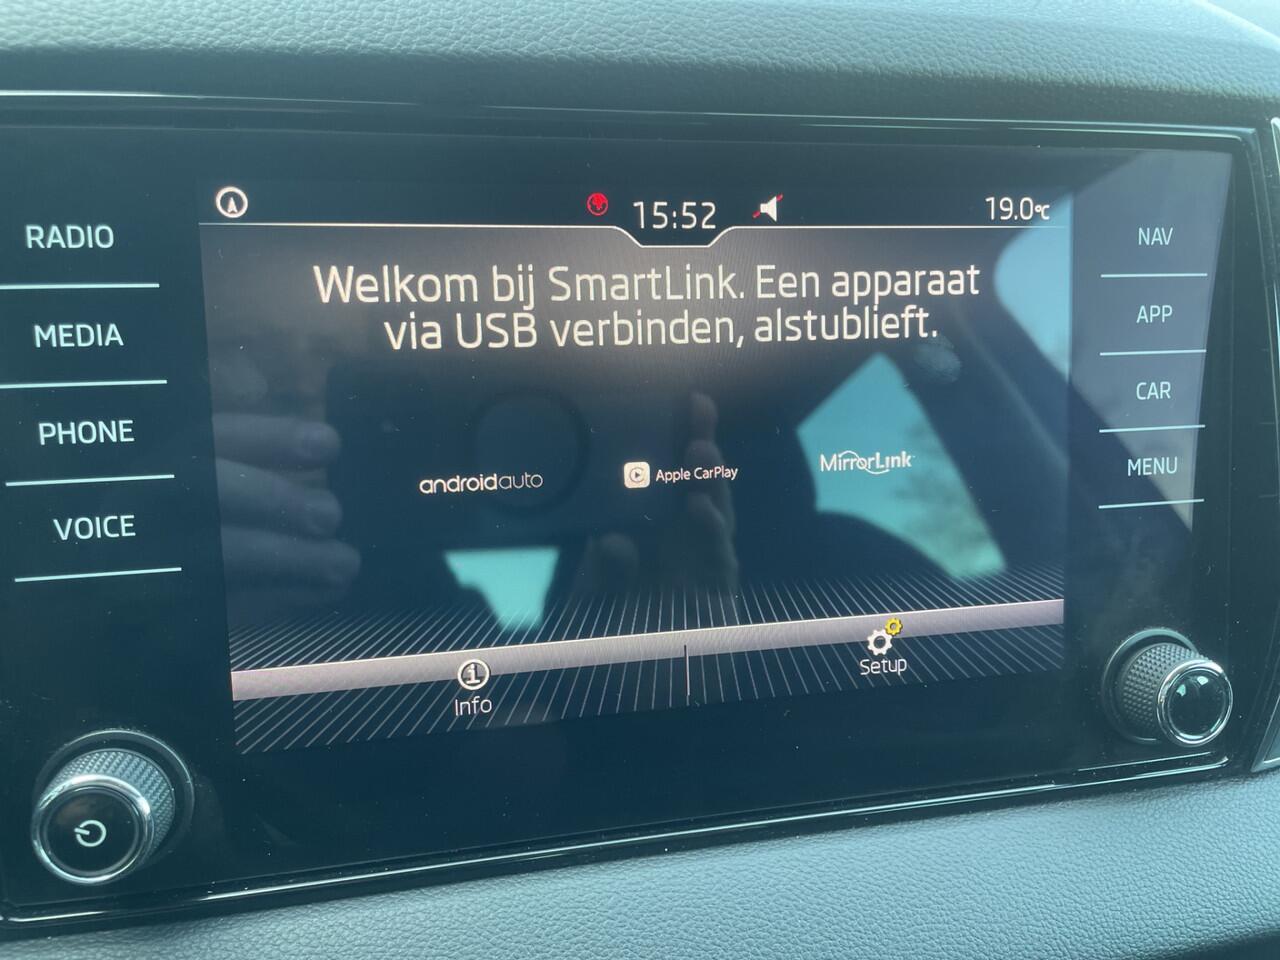 15:52
19.0°C
RADIO
MEDIA
PHONE
VOICE
Welkom bij SmartLink. Een apparaat
via USB verbinden, alstublieft.
androidauto
Apple CarPlay
MirrorLink
Info
Setup
NAV
APP
CAR
MENU